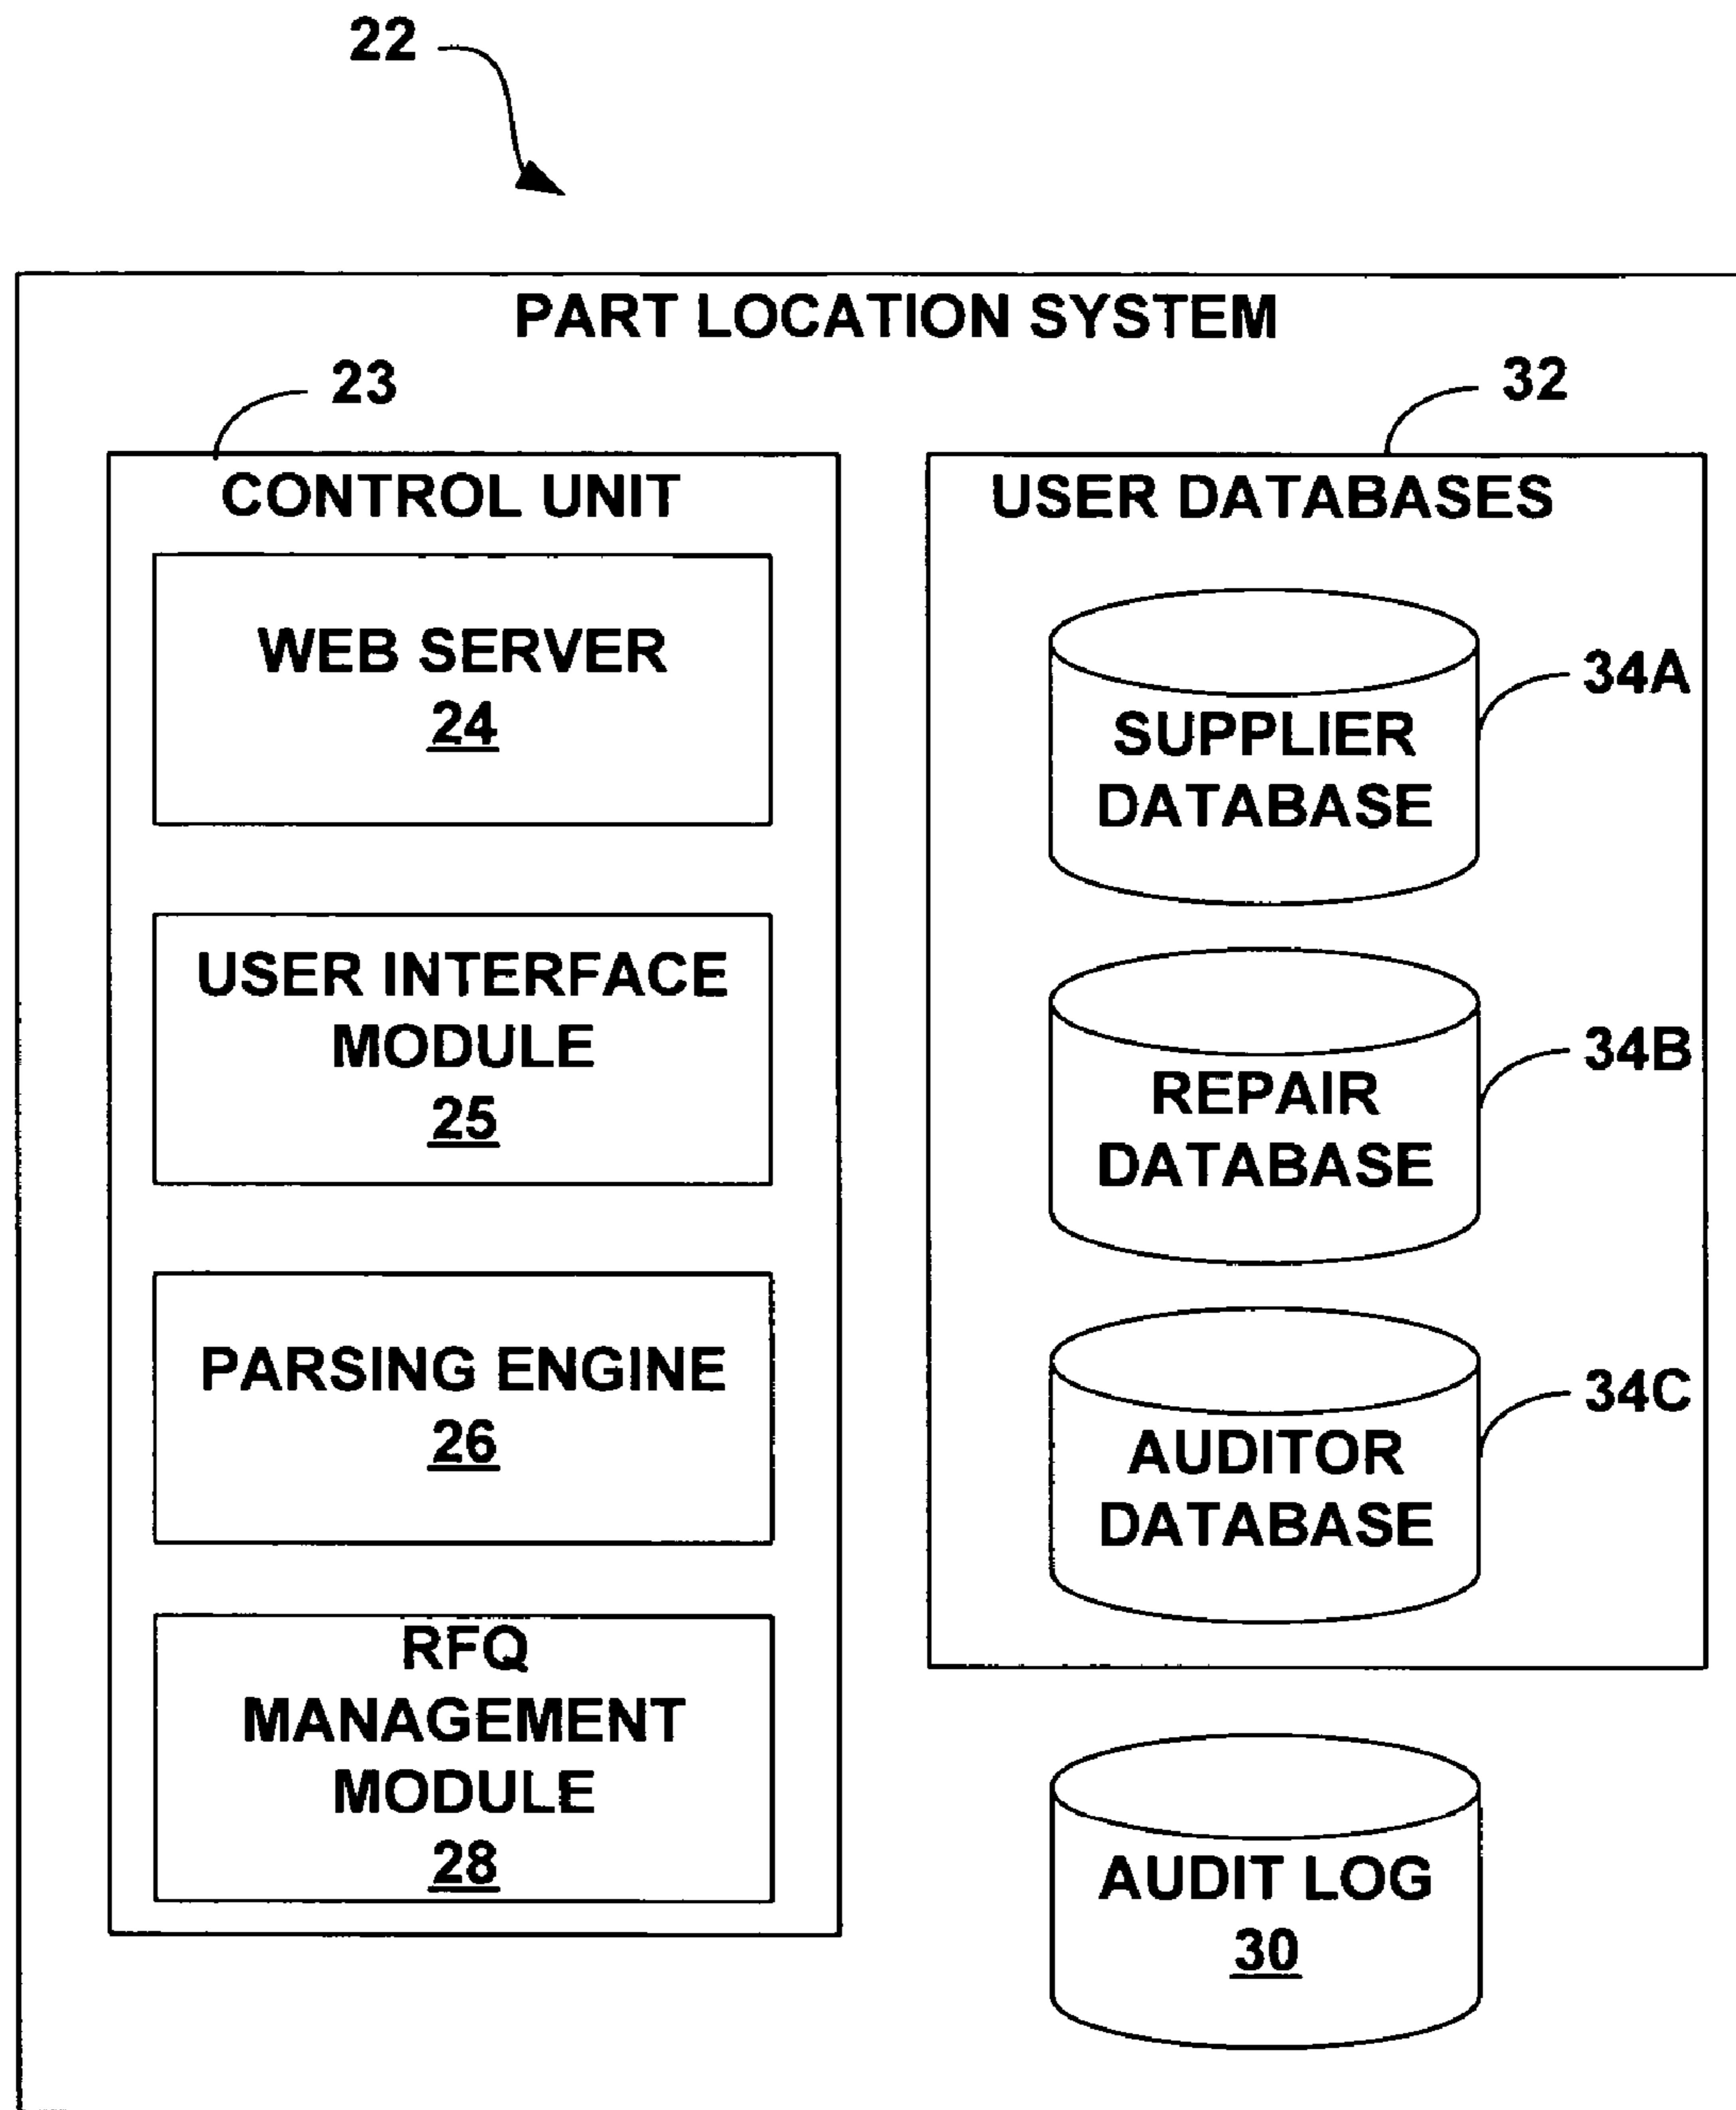 22
PART LOCATION SYSTEM
23
32
CONTROL UNIT
WEB SERVER
24
USER INTERFACE
MODULE
25
PARSING ENGINE
26
RFQ
MANAGEMENT
MODULE
28
USER DATABASES
SUPPLIER
DATABASE
34A
REPAIR
DATABASE
34B
AUDITOR
DATABASE
34C
AUDIT LOG
30